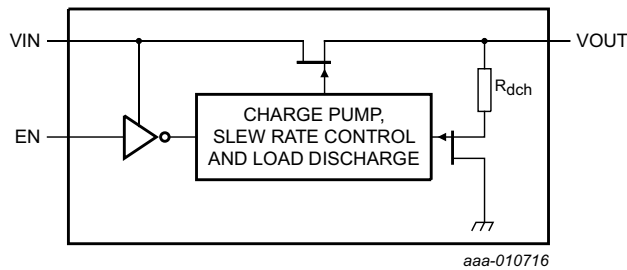 VIN
VOUT
Rdch
CHARGE PUMP,
SLEW RATE CONTROL
AND LOAD DISCHARGE
EN
aaa-010716